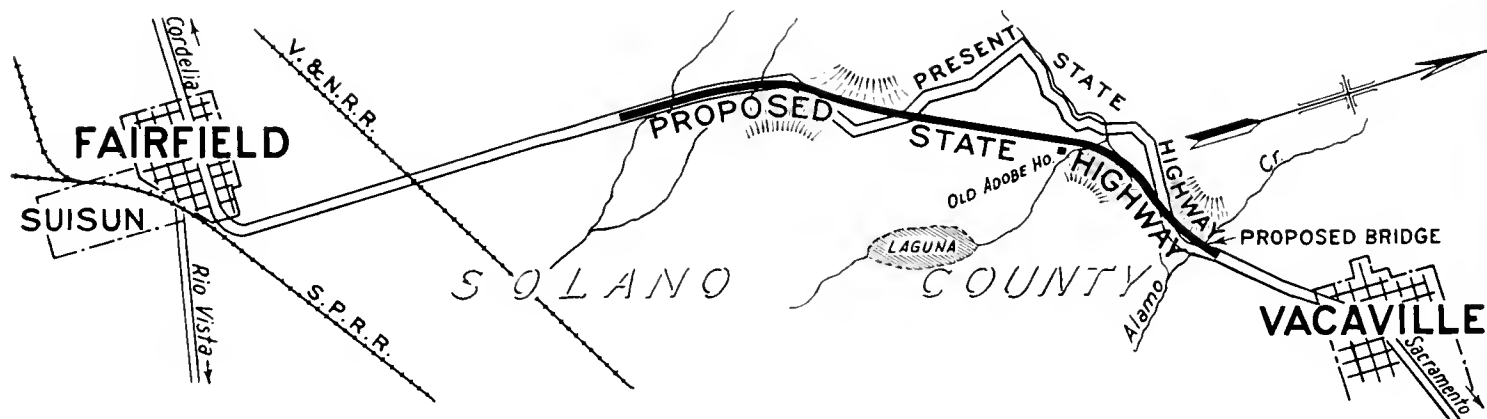 Cordelia
FAIRFIELD
SUISUN
Rio Vista
V. & N. R. R.
S. P. R. R.
PROPOSED STATE HIGHWAY
PRESENT STATE HIGHWAY
OLD ADOBE HO.
LAGUNA
SOLANO COUNTY
Alamo Cr.
PROPOSED BRIDGE
VACAVILLE
Sacramento